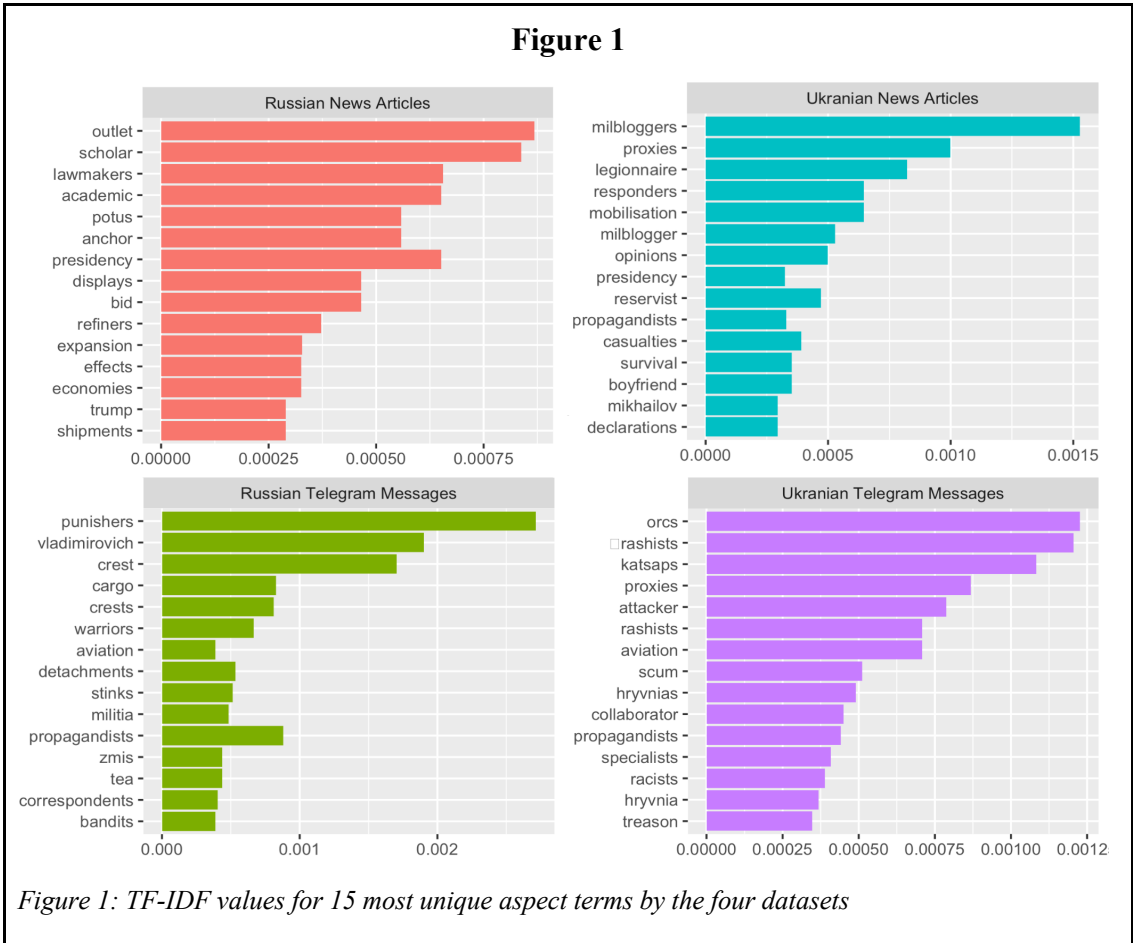 Figure 1
Russian News Articles
outlet
scholar
lawmakers
academic
potus
anchor
presidency
displays
bid
refiners
expansion
effects
economies
trump
shipments
0.00000 0.00025 0.00050 0.00075
Ukranian News Articles
milbloggers
proxies
legionnaire
responders
mobilisation
milblogger
opinions
presidency
reservist
propagandists
casualties
survival
boyfriend
mikhailov
declarations
0.0000 0.0005 0.0010 0.0015
Russian Telegram Messages
punishers
vladimirovich
crest
cargo
crests
warriors
aviation
detachments
stinks
militia
propagandists
zmis
tea
correspondents
bandits
0.000 0.001 0.002
Ukranian Telegram Messages
orcs
□rashists
katsaps
proxies
attacker
rashists
aviation
scum
hryvnias
collaborator
propagandists
specialists
racists
hryvnia
treason
0.00000 0.00025 0.00050 0.00075 0.00100
Figure 1: TF-IDF values for 15 most unique aspect terms by the four datasets